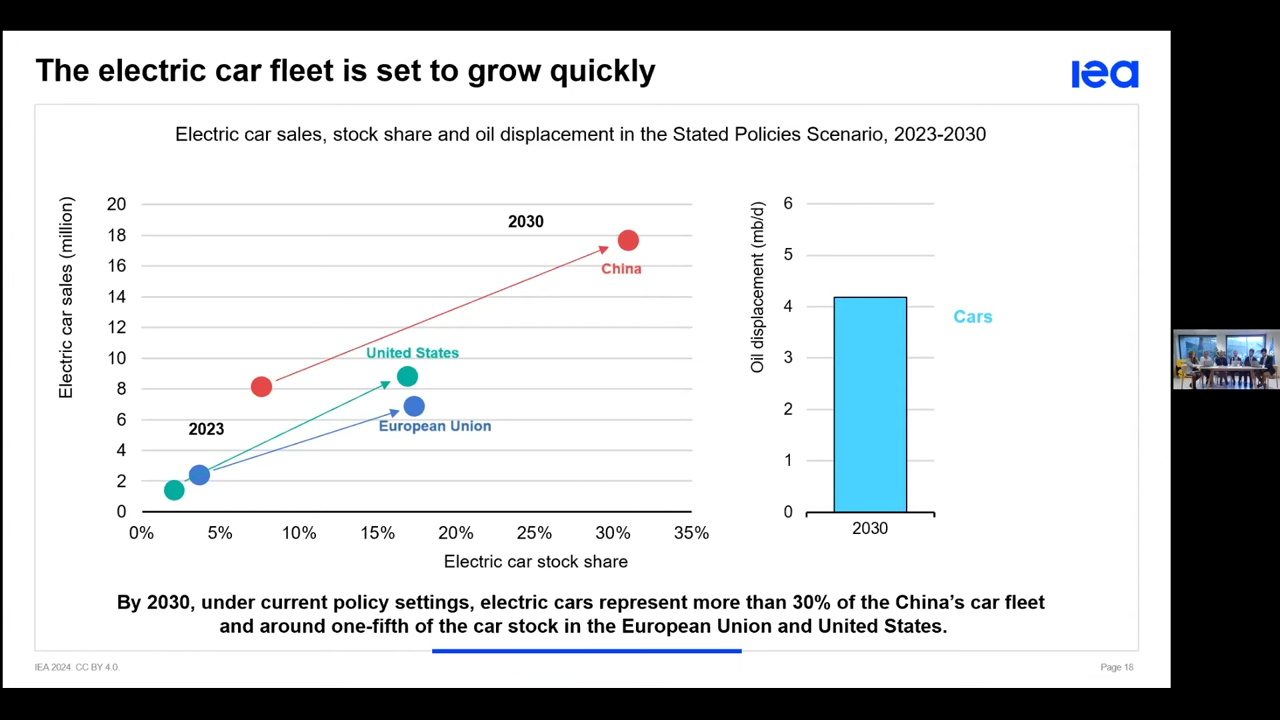 The electric car fleet is set to grow quickly
iea
Electric car sales, stock share and oil displacement in the Stated Policies Scenario, 2023-2030
Electric car sales (million)
20
18
16
14
12
10
8
6
4
2
0
0%
5%
10%
15%
20%
25%
30%
35%
Electric car stock share
2030
China
United States
European Union
2023
Oil displacement (mb/d)
6
5
4
3
2
1
0
2030
Cars
By 2030, under current policy settings, electric cars represent more than 30% of the China's car fleet
and around one-fifth of the car stock in the European Union and United States.
IEA 2024. CC BY 4.0.
Page 18